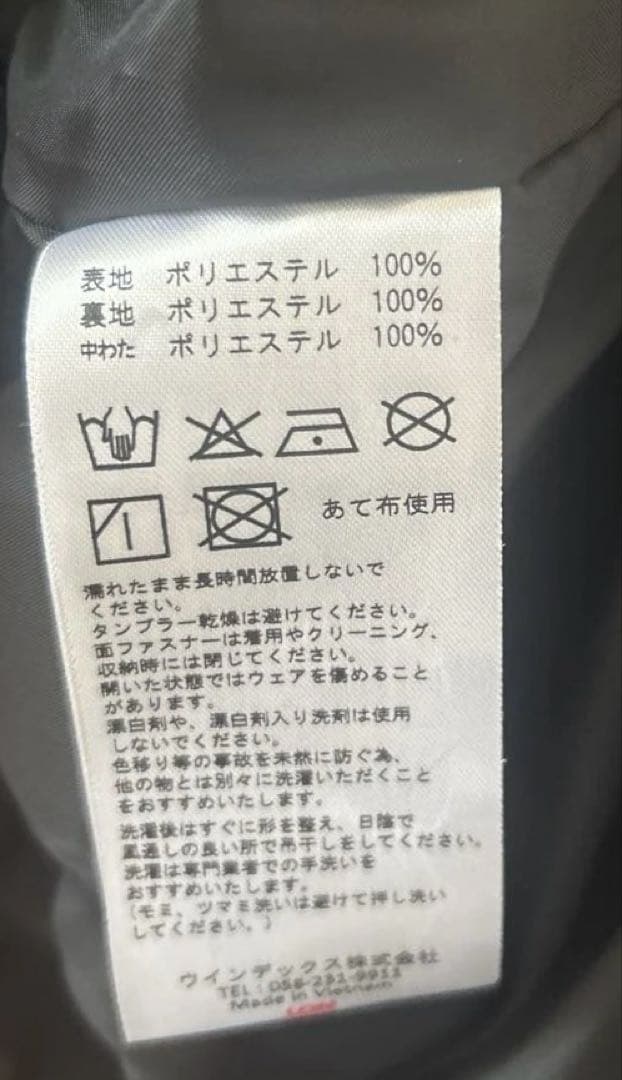 表地 ポリエステル 100%
裏地 ポリエステル 100%
中わた ポリエステル 100%
あて布使用
濡れたまま長時間放置しないで
ください。
タンブラー乾燥は避けてください。
面ファスナーは着用やクリーニング、
収納時には閉じてください。
開いた状態ではウェアを傷めること
があります。
漂白剤や、漂白剤入り洗剤は使用
しないでください。
色移り等の事故を未然に防ぐ為、
他の物とは別々に洗濯いただくこと
をおすすめいたします。
洗濯後はすぐに形を整え、日陰で
風通しの良い所で吊干しをしてください。
洗濯は専門業者での手洗いを
おすすめいたします。
(モミ、ツマミ洗いは避けて押し洗い
してください。)
ウインデックス株式会社
TEL:058-251-9911
Made in Vietnam